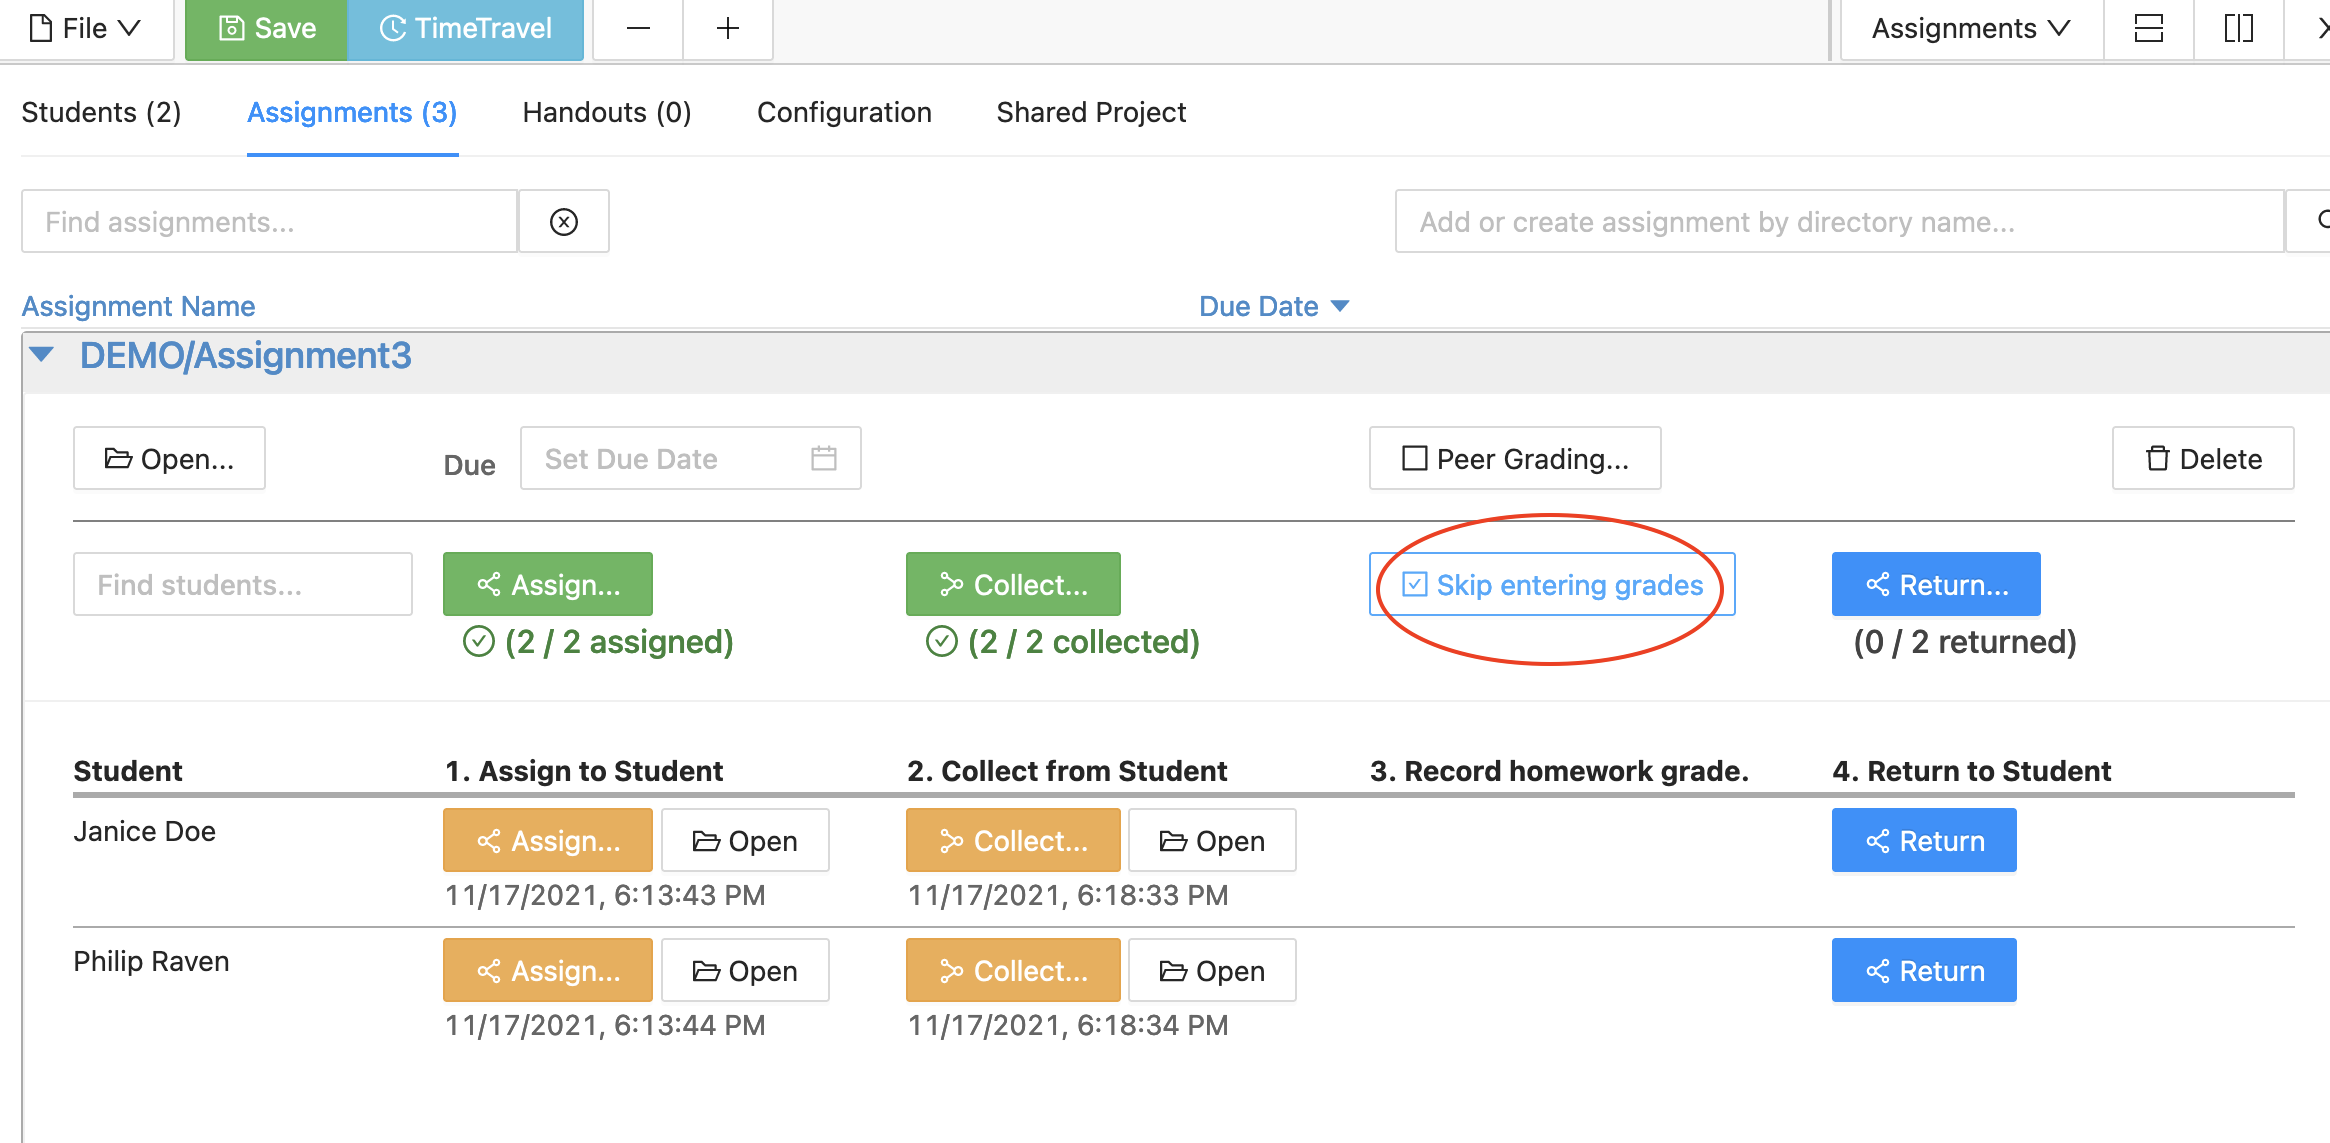 File Save TimeTravel Assignments
Students (2) Assignments (3) Handouts (0) Configuration Shared Project
Find assignments... Add or create assignment by directory name...
Assignment Name Due Date
DEMO/Assignment3
Open... Due Set Due Date Peer Grading... Delete
Find students... Assign... Collect... Skip entering grades Return...
(2 / 2 assigned) (2 / 2 collected) (0 / 2 returned)
Student 1. Assign to Student 2. Collect from Student 3. Record homework grade. 4. Return to Student
Janice Doe Assign... Open Collect... Open Return
11/17/2021, 6:13:43 PM 11/17/2021, 6:18:33 PM
Philip Raven Assign... Open Collect... Open Return
11/17/2021, 6:13:44 PM 11/17/2021, 6:18:34 PM